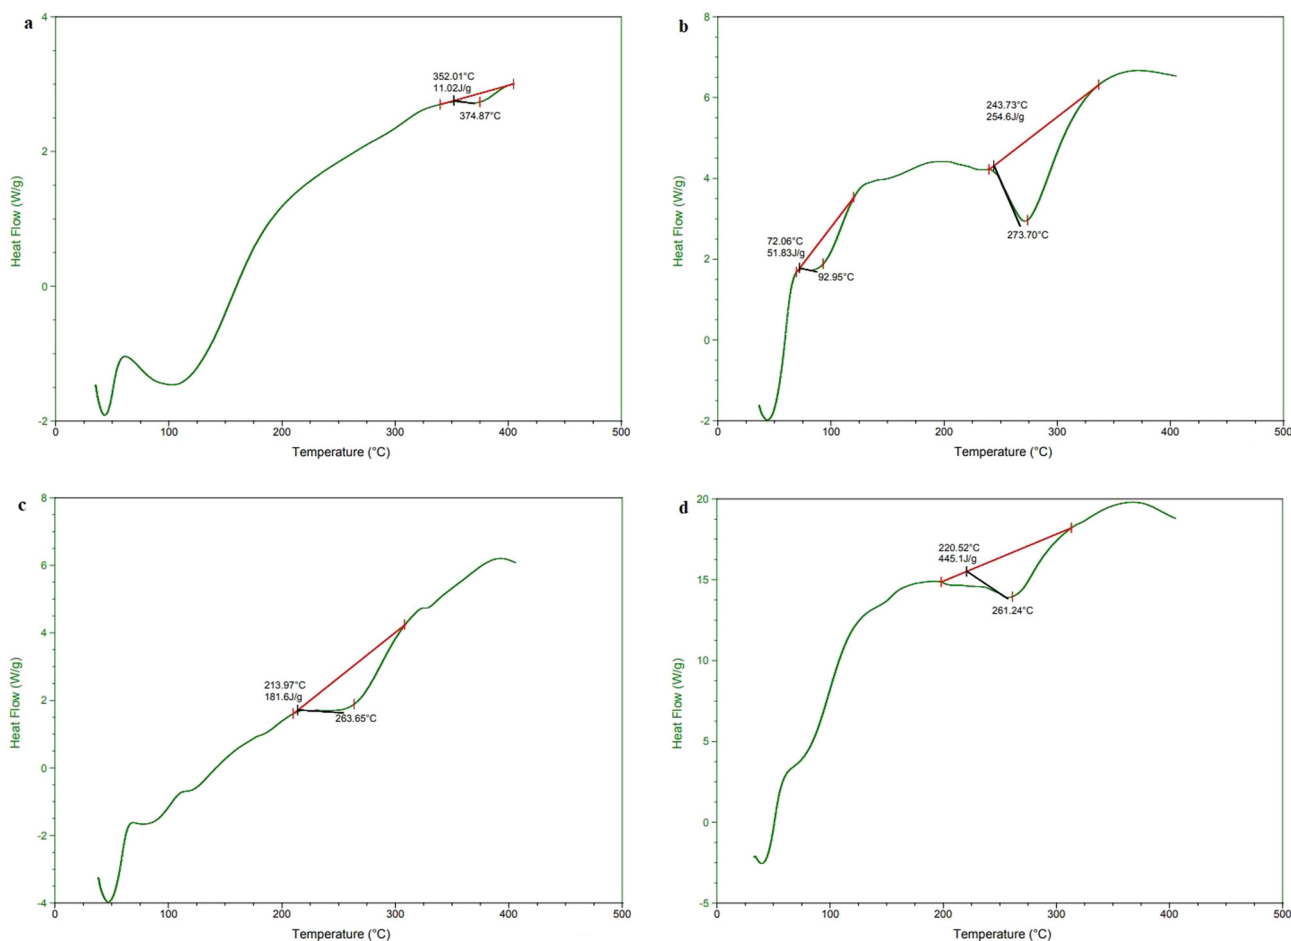 a
4
2
0
-2
Heat Flow (W/g)
352.01°C
11.02J/g
374.87°C
0
100
200
300
400
500
Temperature (°C)
b
8
6
4
2
0
-2
Heat Flow (W/g)
243.73°C
254.6J/g
273.70°C
72.06°C
51.83J/g
92.95°C
0
100
200
300
400
500
Temperature (°C)
c
8
6
4
2
0
-2
-4
Heat Flow (W/g)
213.97°C
181.6J/g
263.65°C
0
100
200
300
400
500
Temperature (°C)
d
20
15
10
5
0
-5
Heat Flow (W/g)
220.52°C
445.1J/g
261.24°C
0
100
200
300
400
500
Temperature (°C)